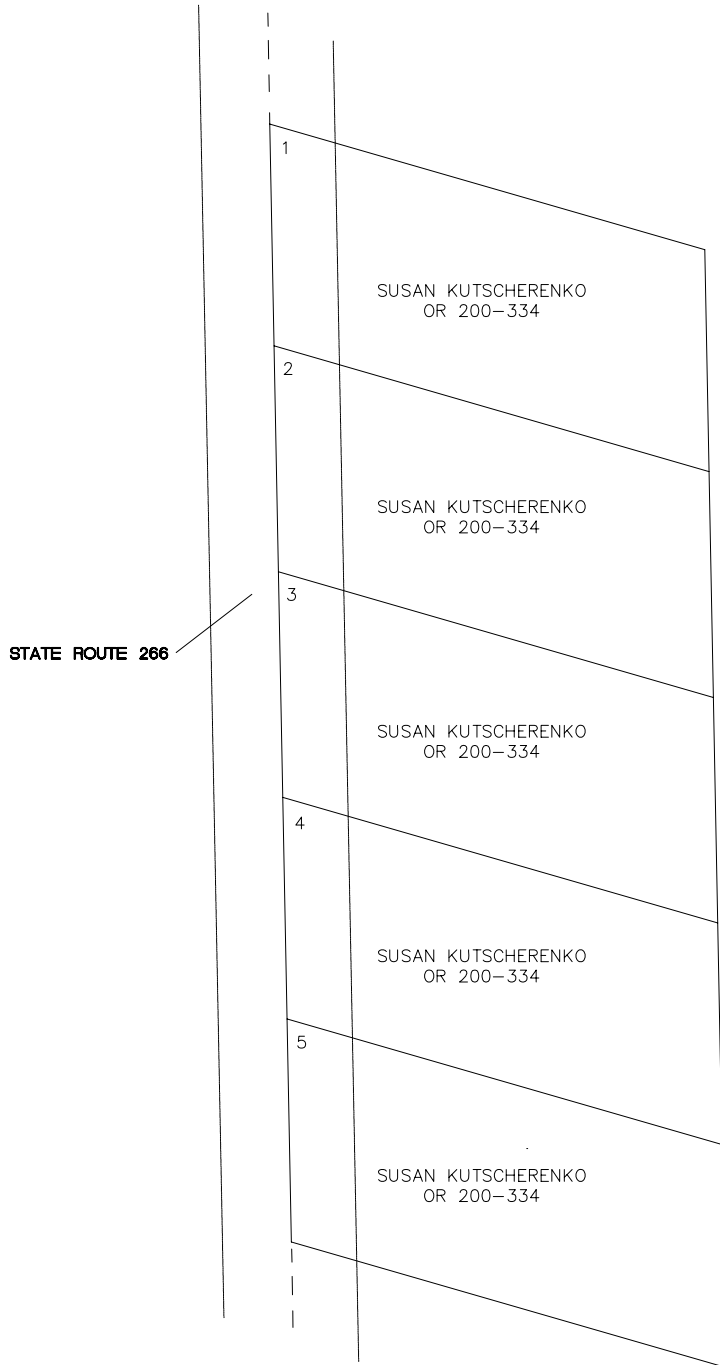 1
SUSAN KUTSCHERENKO
OR 200-334
2
SUSAN KUTSCHERENKO
OR 200-334
3
STATE ROUTE 266
SUSAN KUTSCHERENKO
OR 200-334
4
SUSAN KUTSCHERENKO
OR 200-334
5
SUSAN KUTSCHERENKO
OR 200-334